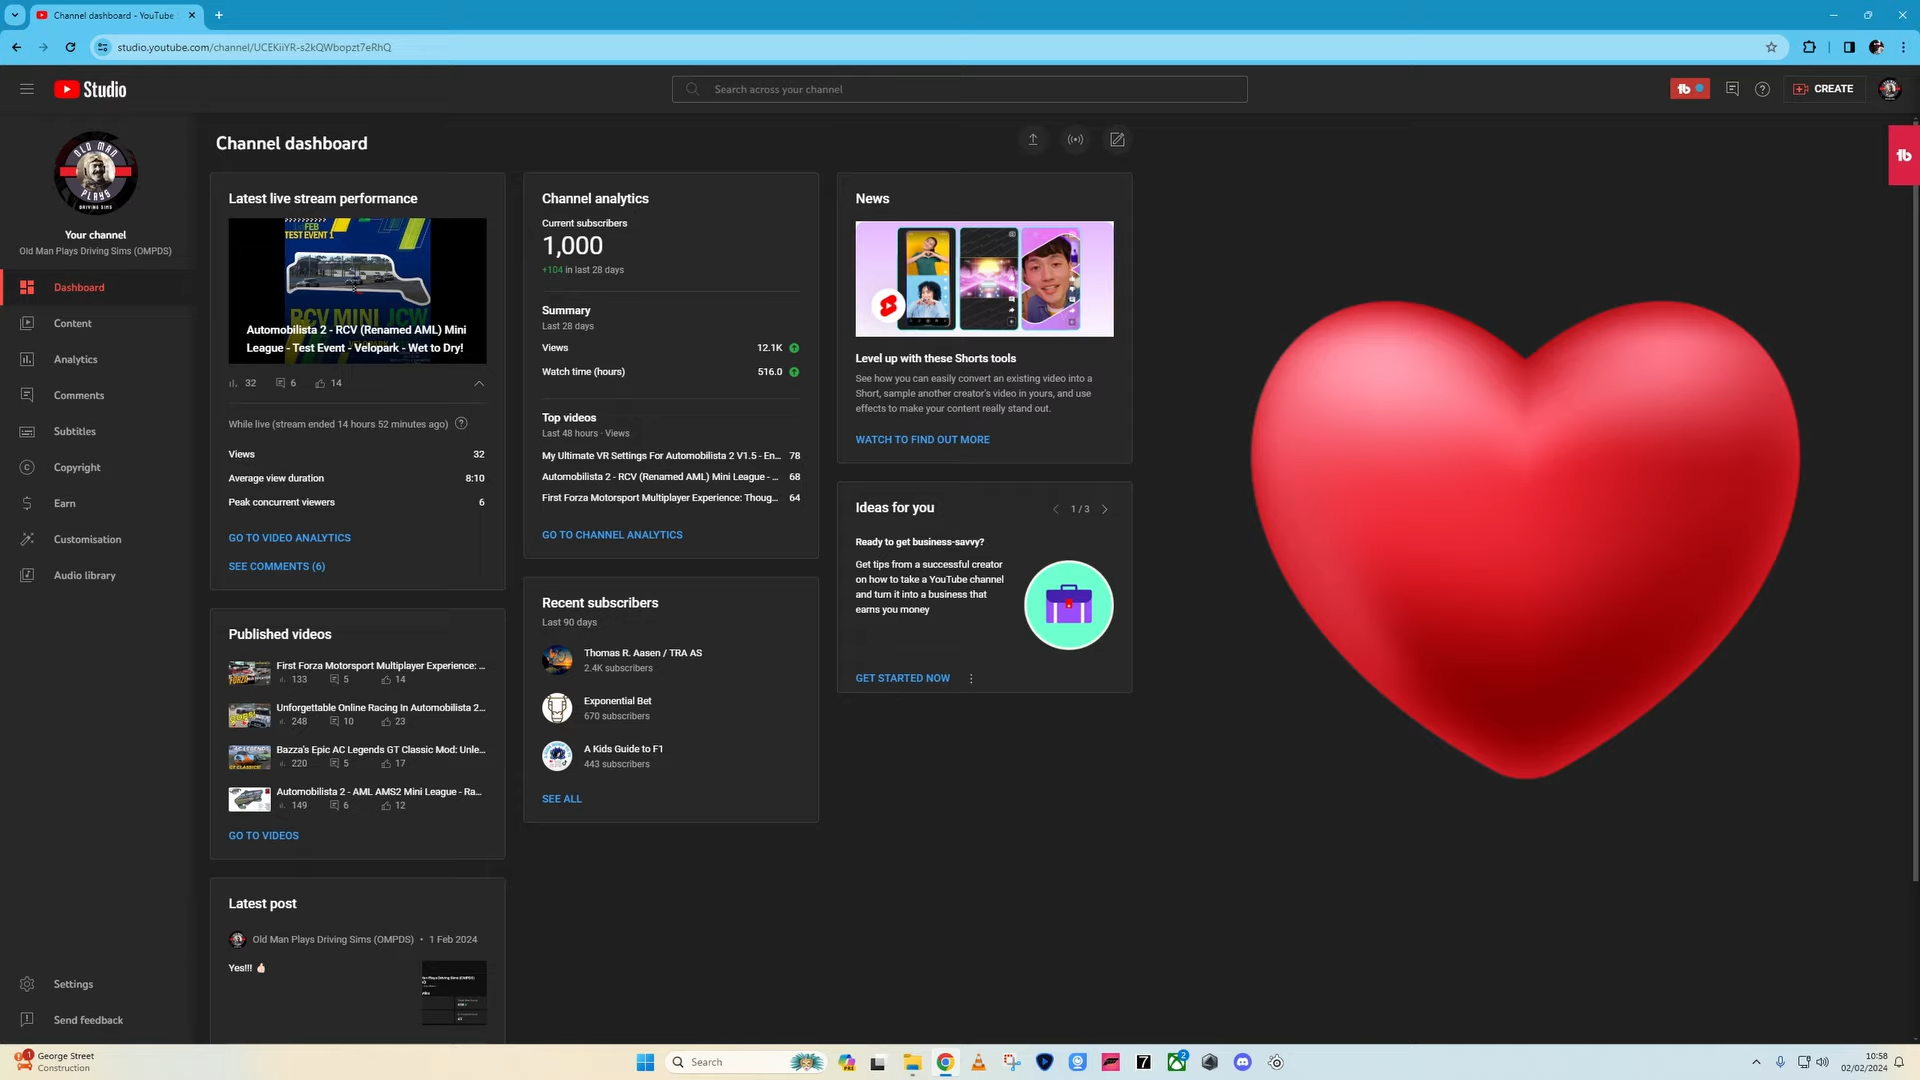 Channel dashboard - YouTube
studio.youtube.com/channel/UCEKiiYR-s2kQWbopzt7eRhQ
Studio
Search across your channel
CREATE
OLD MAN
PLAYS
DRIVING SIMS
Your channel
Old Man Plays Driving Sims (OMPDS)
Dashboard
Content
Analytics
Comments
Subtitles
Copyright
Earn
Customisation
Audio library
Settings
Send feedback
Channel dashboard
Latest live stream performance
FEB
TEST EVENT 1
RCV MINI JCW
Automobilista 2 - RCV (Renamed AML) Mini
League - Test Event - Velopark - Wet to Dry!
32 6 14
While live (stream ended 14 hours 52 minutes ago)
Views 32
Average view duration 8:10
Peak concurrent viewers 6
GO TO VIDEO ANALYTICS
SEE COMMENTS (6)
Published videos
First Forza Motorsport Multiplayer Experience: ...
133 5 14
Unforgettable Online Racing In Automobilista 2...
248 10 23
Bazza's Epic AC Legends GT Classic Mod: Unle...
220 5 17
Automobilista 2 - AML AMS2 Mini League - Ra...
149 6 12
GO TO VIDEOS
Latest post
Old Man Plays Driving Sims (OMPDS) • 1 Feb 2024
Yes!!! 👍🏻
Channel analytics
Current subscribers
1,000
+104 in last 28 days
Summary
Last 28 days
Views 12.1K
Watch time (hours) 516.0
Top videos
Last 48 hours · Views
My Ultimate VR Settings For Automobilista 2 V1.5 - En... 78
Automobilista 2 - RCV (Renamed AML) Mini League - ... 68
First Forza Motorsport Multiplayer Experience: Thoug... 64
GO TO CHANNEL ANALYTICS
Recent subscribers
Last 90 days
Thomas R. Aasen / TRA AS
2.4K subscribers
Exponential Bet
670 subscribers
A Kids Guide to F1
443 subscribers
SEE ALL
News
Level up with these Shorts tools
See how you can easily convert an existing video into a
Short, sample another creator's video in yours, and use
effects to make your content really stand out.
WATCH TO FIND OUT MORE
Ideas for you
1 / 3
Ready to get business-savvy?
Get tips from a successful creator
on how to take a YouTube channel
and turn it into a business that
earns you money
GET STARTED NOW
George Street
Construction
Search
10:58
02/02/2024